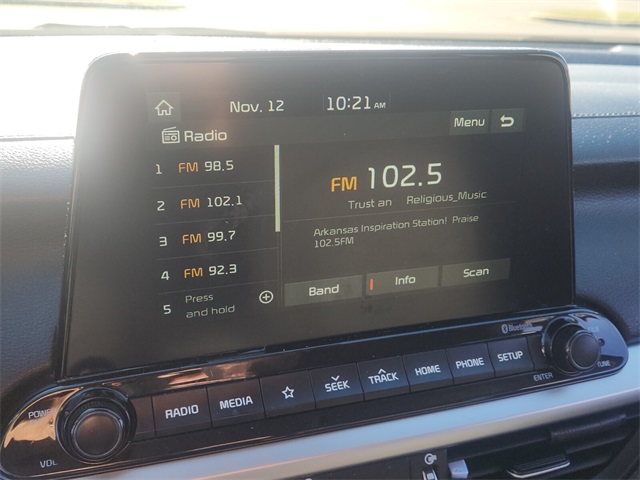 Nov. 12 10:21 AM
Radio
Menu
1 FM 98.5
2 FM 102.1
3 FM 99.7
4 FM 92.3
5 Press and hold
FM 102.5
Trust an Religious_Music
Arkansas Inspiration Station! Praise
102.5FM
Band
Info
Scan
Bluetooth
POWER
VOL
RADIO
MEDIA
SEEK
TRACK
HOME
PHONE
SETUP
ENTER
TUNE